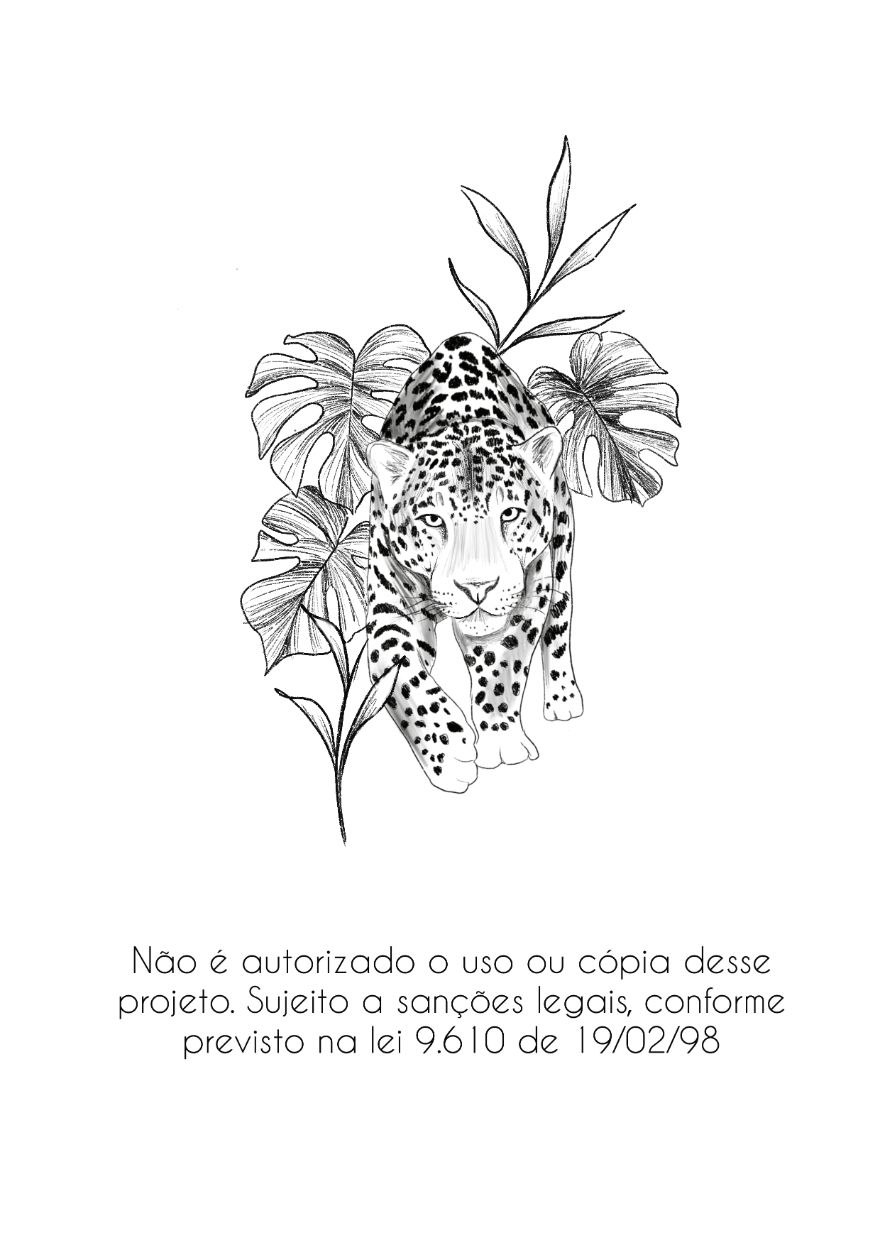 Não é autorizado o uso ou cópia desse
projeto. Sujeito a sanções legais, conforme
previsto na lei 9.610 de 19/02/98